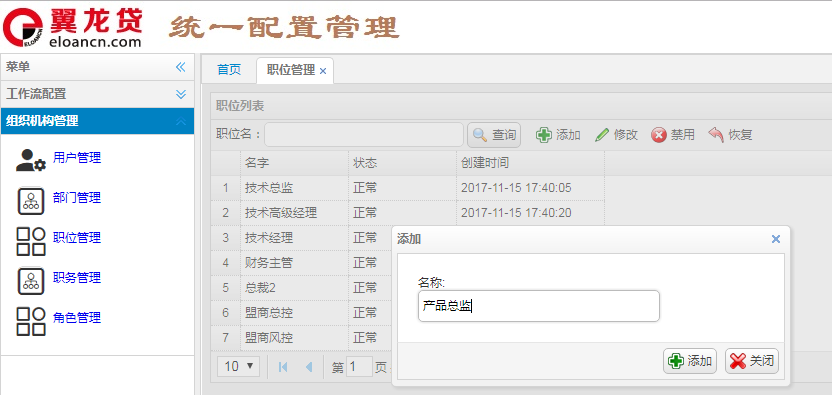 翼龙贷
eloancn.com
统一配置管理
菜单
工作流配置
组织机构管理
用户管理
部门管理
职位管理
职务管理
角色管理
首页 职位管理
职位列表
职位名： 查询 添加 修改 禁用 恢复
名字 状态 创建时间
1 技术总监 正常 2017-11-15 17:40:05
2 技术高级经理 正常 2017-11-15 17:40:20
3 技术经理 正常
4 财务主管 正常
5 总裁2 正常
6 盟商总控 正常
7 盟商风控 正常
10 第 1 页
添加
名称:
产品总监
添加 关闭